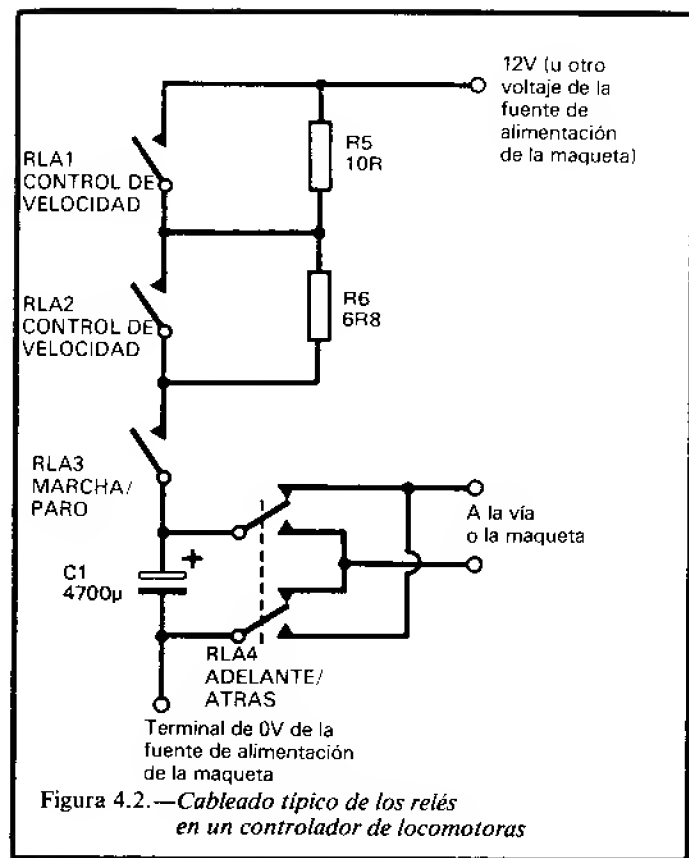 12V (u otro
voltaje de la
fuente de
alimentación
de la maqueta)
R5
10R
RLA1
CONTROL DE
VELOCIDAD
R6
6R8
RLA2
CONTROL DE
VELOCIDAD
RLA3
MARCHA/
PARO
A la vía
o la maqueta
+
C1
4700µ
RLA4
ADELANTE/
ATRAS
Terminal de 0V de la
fuente de alimentación
de la maqueta
Figura 4.2.—Cableado típico de los relés
en un controlador de locomotoras